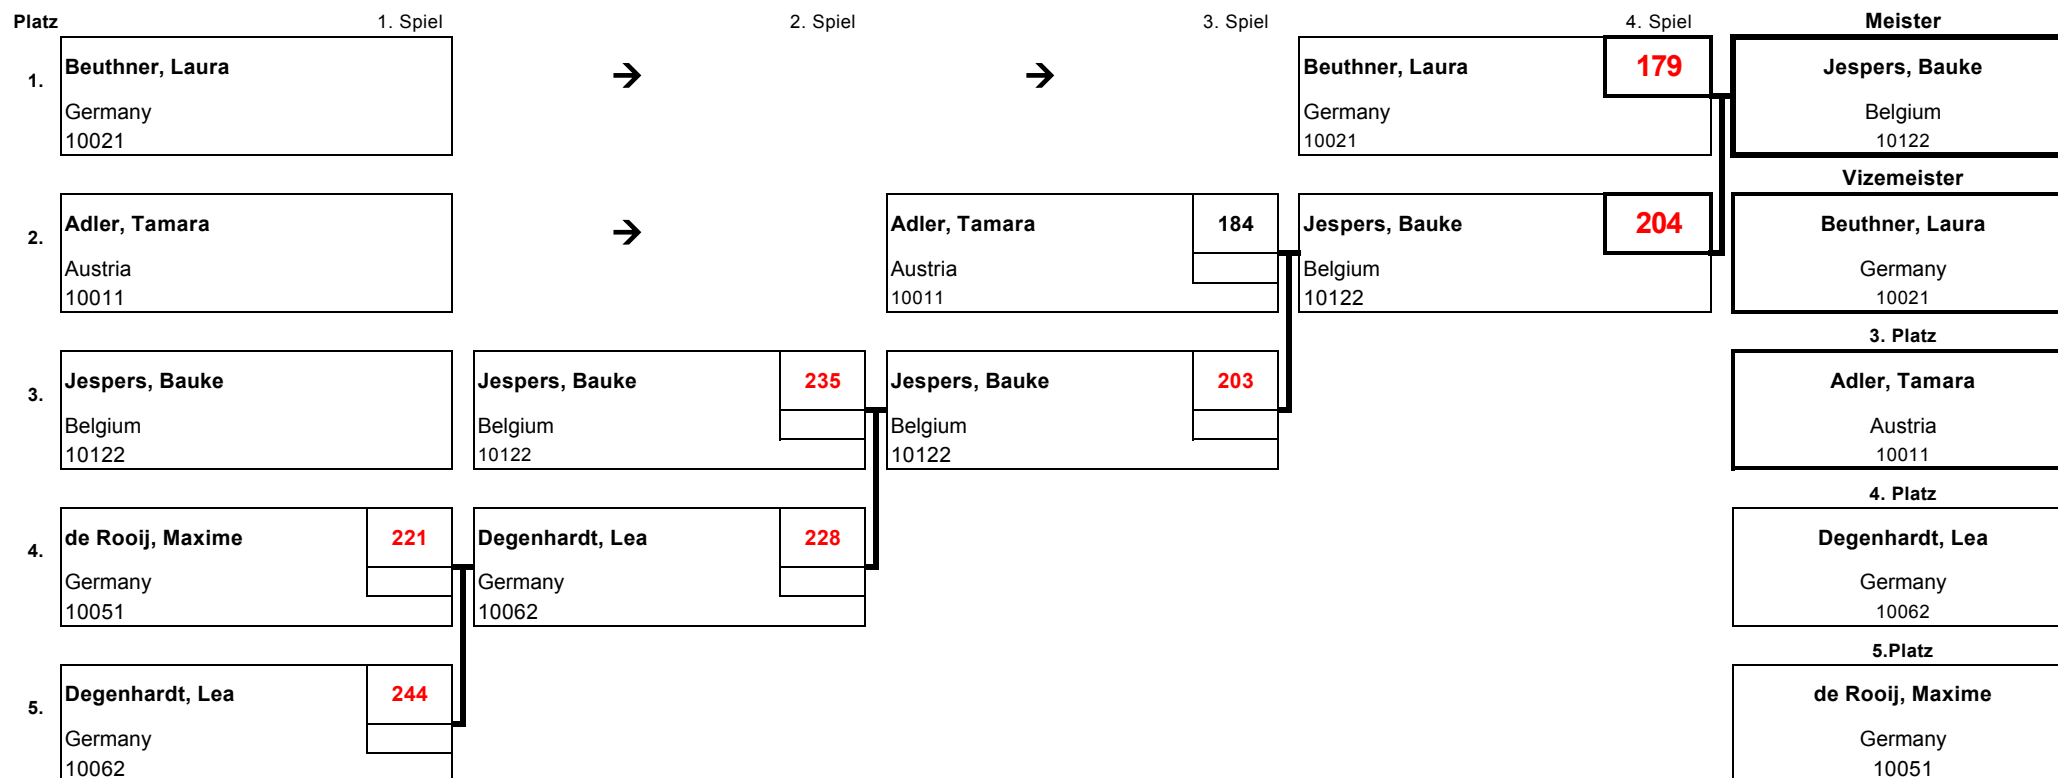 Platz 1. Spiel 2. Spiel 3. Spiel 4. Spiel Meister
1. Beuthner, Laura → → Beuthner, Laura 179 Jespers, Bauke
Germany Germany Belgium
10021 10021 10122
Vizemeister
2. Adler, Tamara → Adler, Tamara 184 Jespers, Bauke 204 Beuthner, Laura
Austria Austria Belgium Germany
10011 10011 10122 10021
3. Platz
3. Jespers, Bauke Jespers, Bauke 235 Jespers, Bauke 203 Adler, Tamara
Belgium Belgium Belgium Austria
10122 10122 10122 10011
4. Platz
4. de Rooij, Maxime 221 Degenhardt, Lea 228 Degenhardt, Lea
Germany Germany Germany
10051 10062 10062
5.Platz
5. Degenhardt, Lea 244 de Rooij, Maxime
Germany Germany
10062 10051